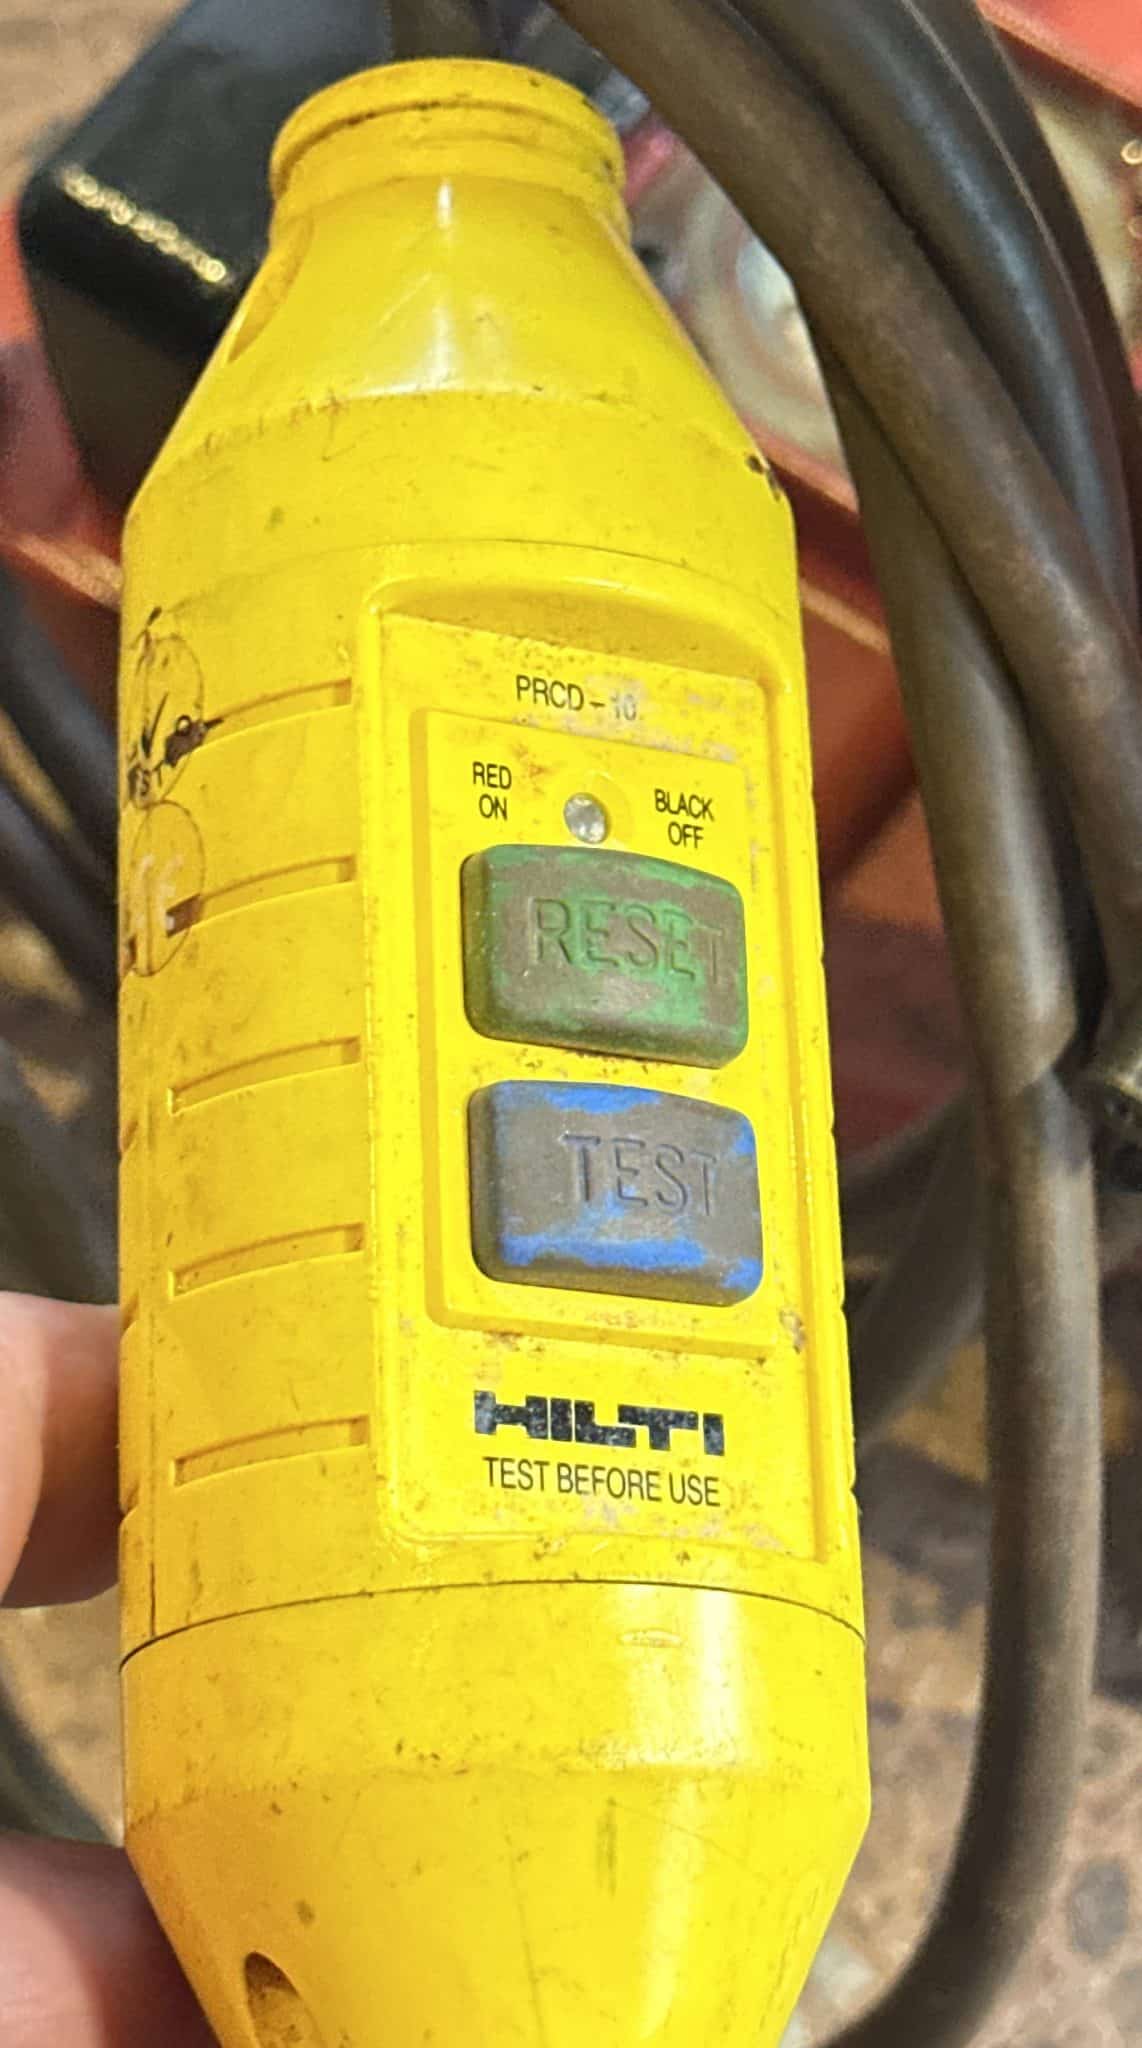 PRCD-10
RED
ON
BLACK
OFF
RESET
TEST
HILTI
TEST BEFORE USE